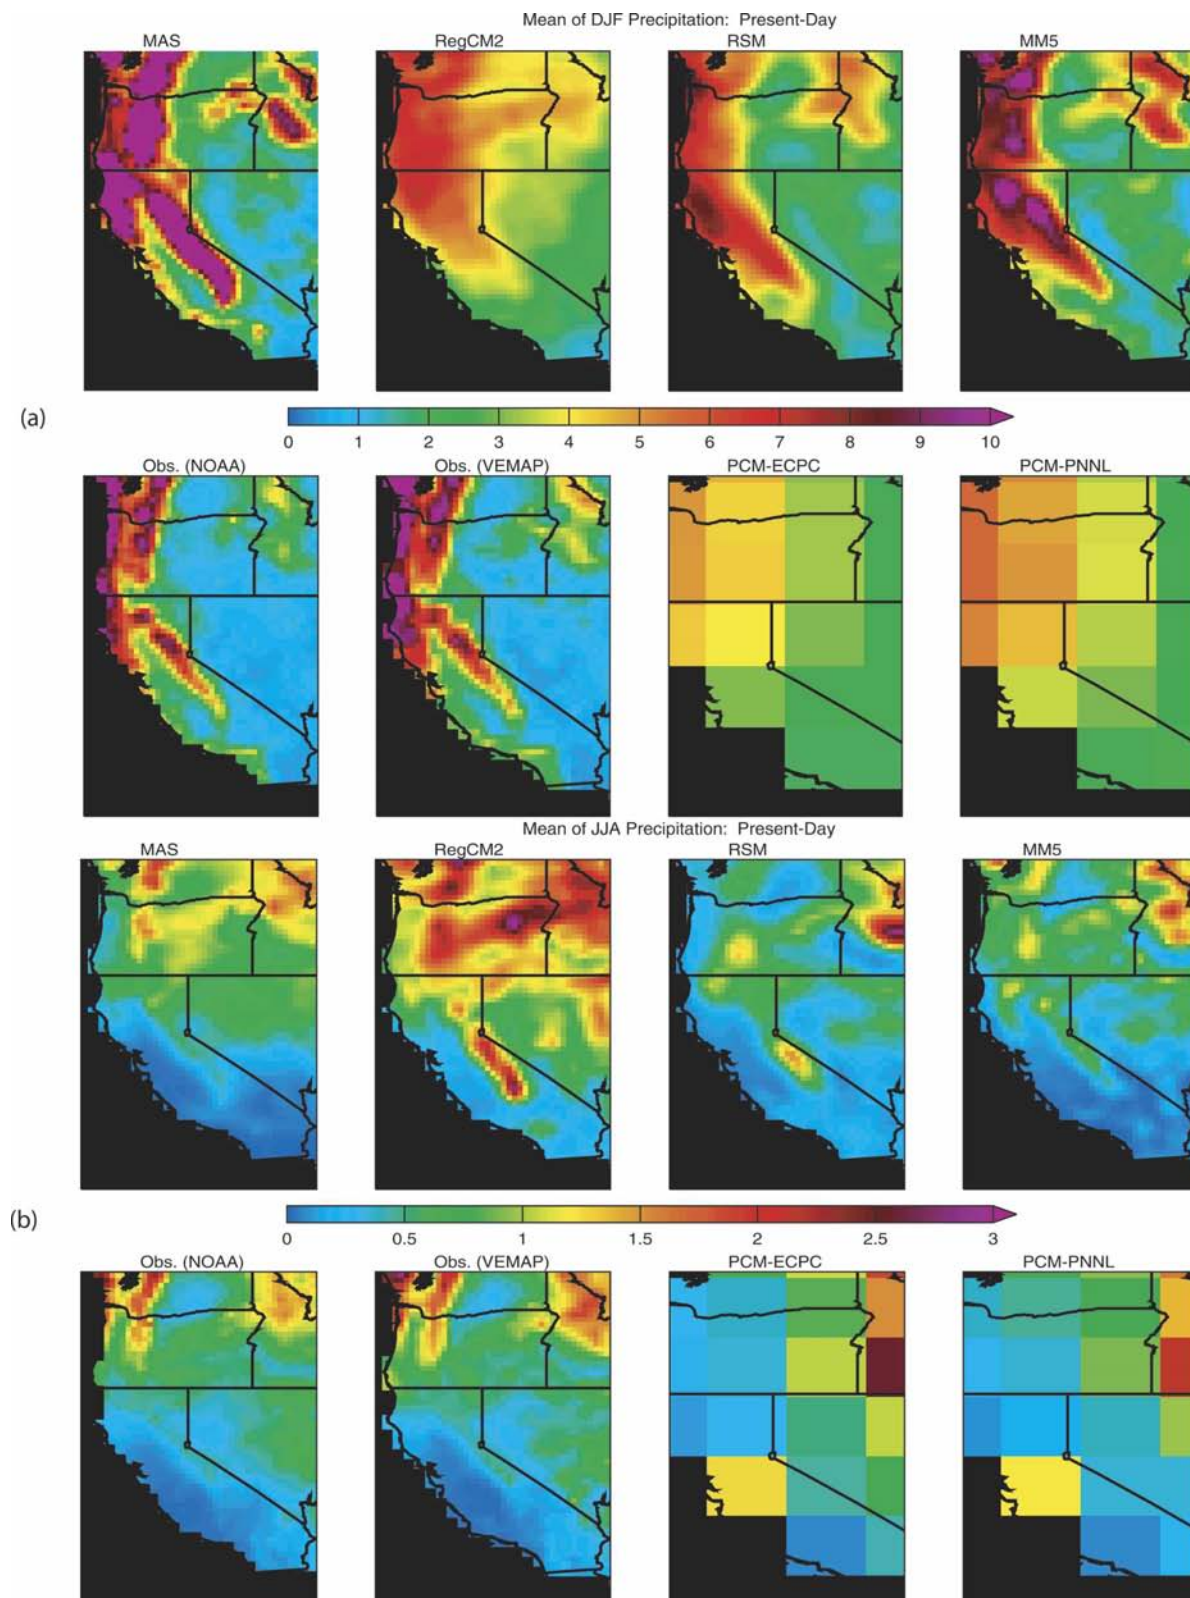 Mean of DJF Precipitation: Present-Day
MAS RegCM2 RSM MM5
(a)
0 1 2 3 4 5 6 7 8 9 10
Obs. (NOAA) Obs. (VEMAP) PCM-ECPC PCM-PNNL
Mean of JJA Precipitation: Present-Day
MAS RegCM2 RSM MM5
(b)
0 0.5 1 1.5 2 2.5 3
Obs. (NOAA) Obs. (VEMAP) PCM-ECPC PCM-PNNL